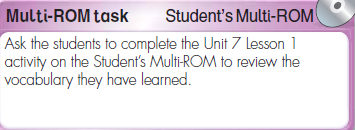 Multi-ROM task Student's Multi-ROM
Ask the students to complete the Unit 7 Lesson 1
activity on the Student's Multi-ROM to review the
vocabulary they have learned.